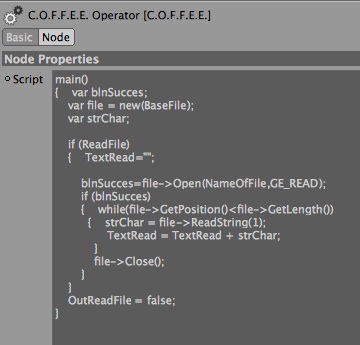 C.O.F.F.E.E. Operator [C.O.F.F.E.E.]
Basic Node
Node Properties
Script
main()
{ var blnSucces;
var file = new(BaseFile);
var strChar;
if (ReadFile)
{ TextRead="";
blnSucces=file->Open(NameOfFile,GE_READ);
if (blnSucces)
{ while(file->GetPosition()<file->GetLength())
{ strChar = file->ReadString(1);
TextRead = TextRead + strChar;
}
file->Close();
}
}
OutReadFile = false;
}